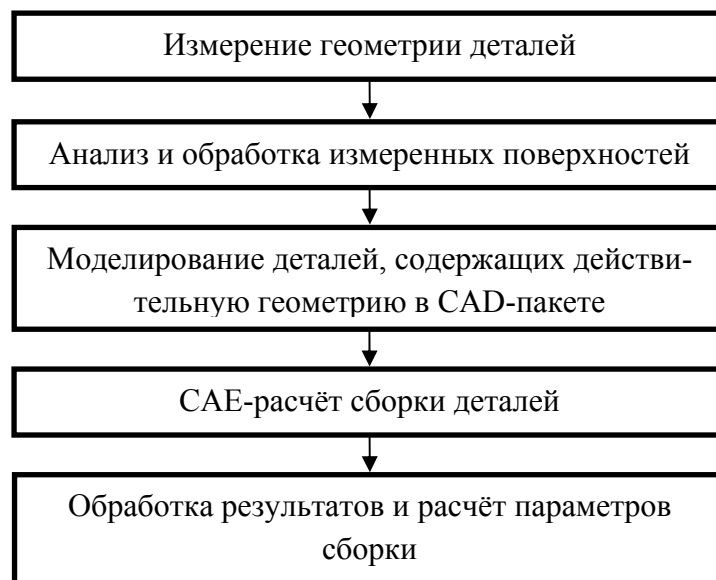 Измерение геометрии деталей
Анализ и обработка измеренных поверхностей
Моделирование деталей, содержащих действи-
тельную геометрию в CAD-пакете
CAE-расчёт сборки деталей
Обработка результатов и расчёт параметров
сборки